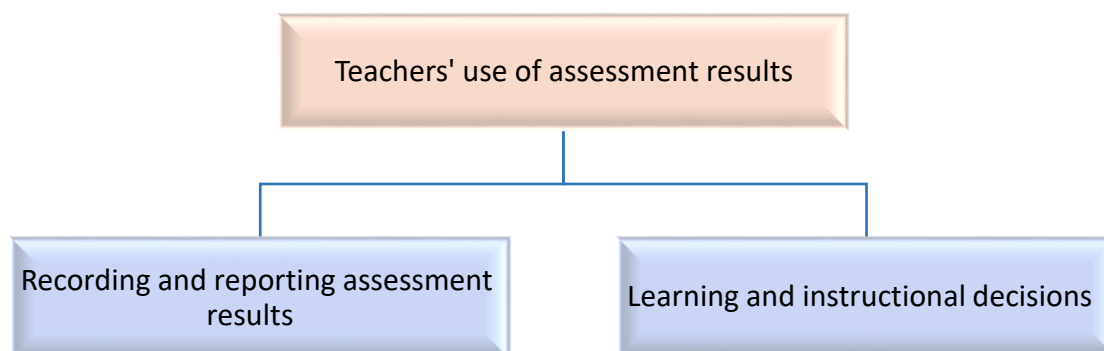 Teachers' use of assessment results
Recording and reporting assessment
results
Learning and instructional decisions